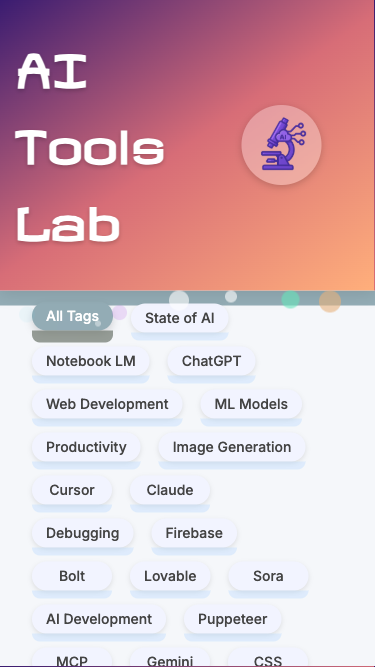 AI
Tools
Lab
AI
All Tags State of AI
Notebook LM ChatGPT
Web Development ML Models
Productivity Image Generation
Cursor Claude
Debugging Firebase
Bolt Lovable Sora
AI Development Puppeteer
MCP Gemini CSS